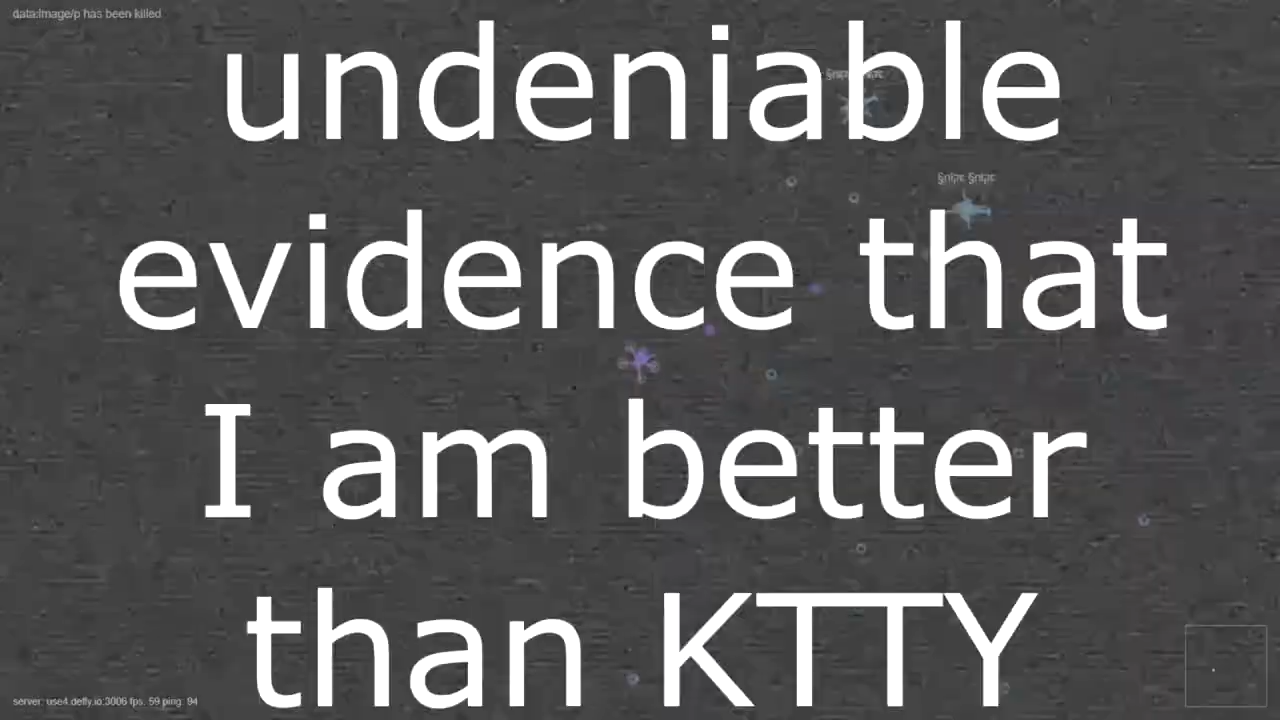 data:image/p has been killed
undeniable
evidence that
I am better
than KTTY
server: use4.defly.io:3006 fps: 59 ping: 94